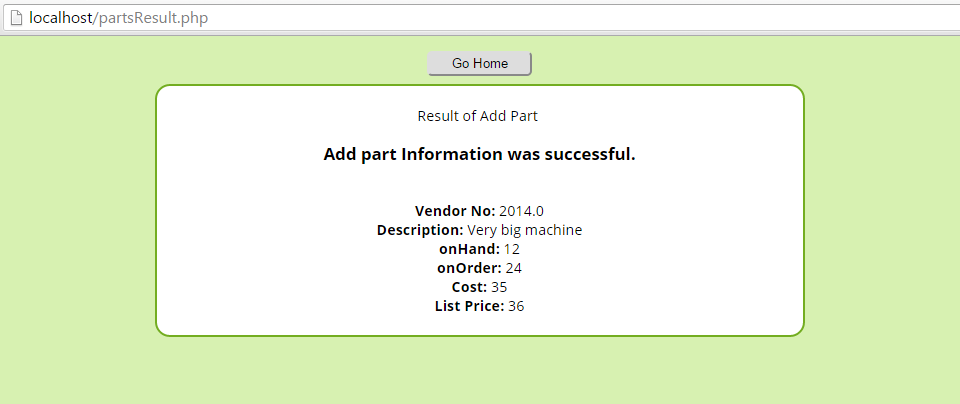 localhost/partsResult.php
Go Home
Result of Add Part
Add part Information was successful.
Vendor No: 2014.0
Description: Very big machine
onHand: 12
onOrder: 24
Cost: 35
List Price: 36